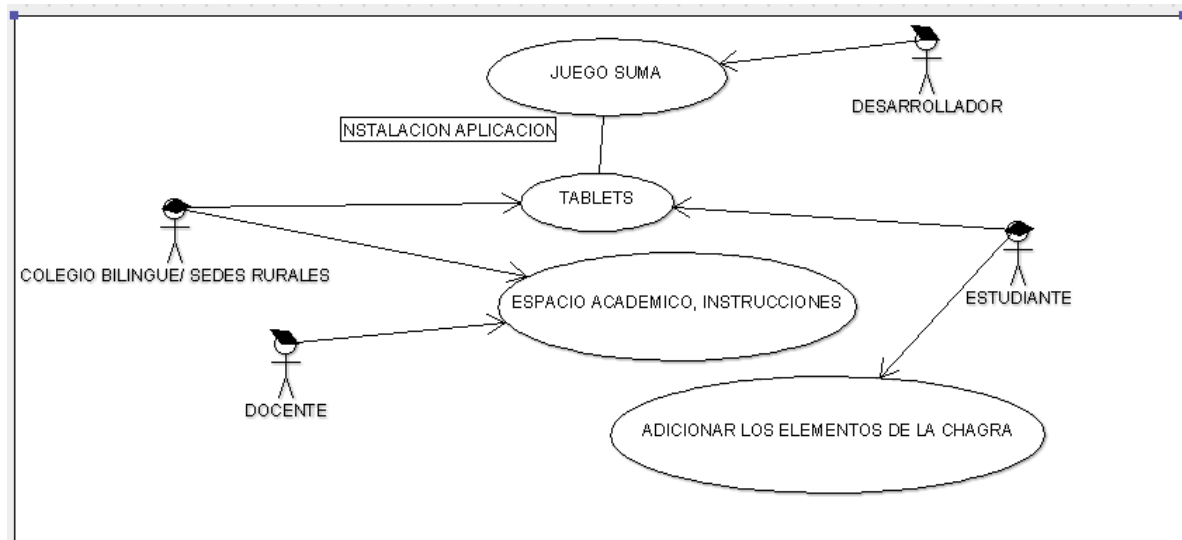 JUEGO SUMA
DESARROLLADOR
NSTALACION APLICACION
TABLETS
COLEGIO BILINGUE/ SEDES RURALES
ESTUDIANTE
ESPACIO ACADEMICO, INSTRUCCIONES
DOCENTE
ADICIONAR LOS ELEMENTOS DE LA CHAGRA